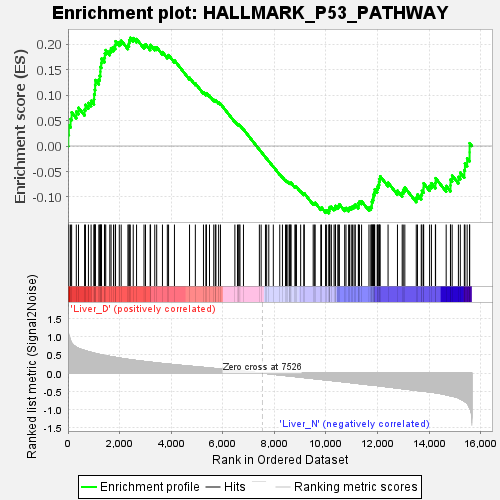 Enrichment plot: HALLMARK_P53_PATHWAY
Enrichment score (ES)
0.20
0.15
0.10
0.05
0.00
-0.05
-0.10
Ranked list metric (Signal2Noise)
1.5
1.0
0.5
0.0
-0.5
-1.0
-1.5
'Liver_D' (positively correlated)
Zero cross at 7526
'Liver_N' (negatively correlated)
0
2,000
4,000
6,000
8,000
10,000
12,000
14,000
16,000
Rank in Ordered Dataset
Enrichment profile
Hits
Ranking metric scores